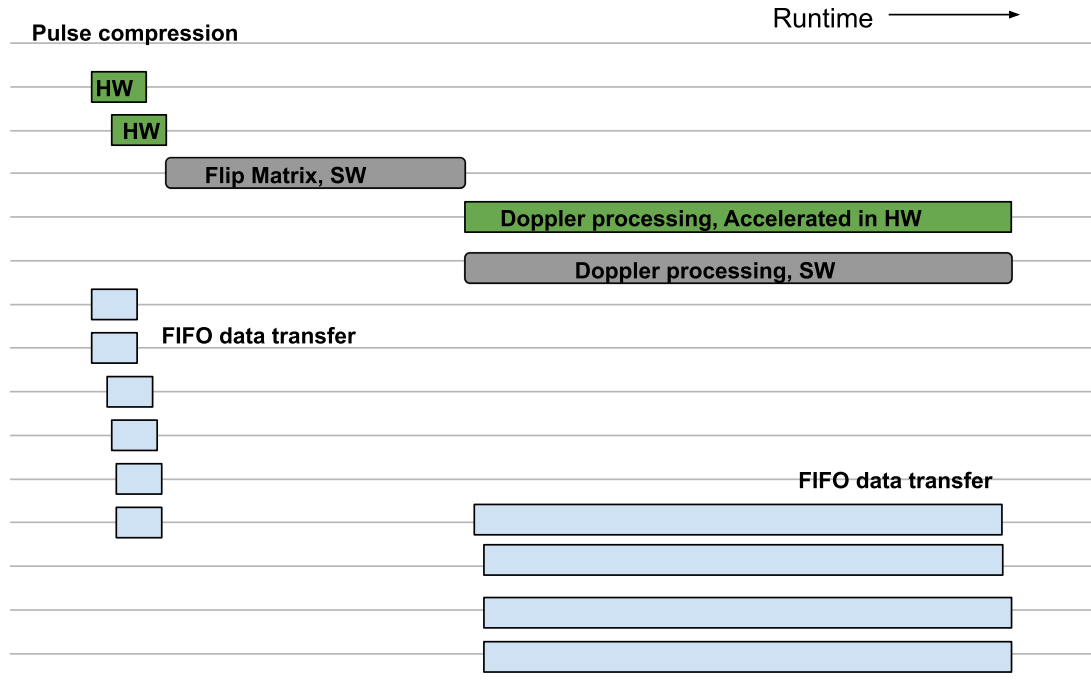 Runtime
Pulse compression
HW
HW
Flip Matrix, SW
Doppler processing, Accelerated in HW
Doppler processing, SW
FIFO data transfer
FIFO data transfer